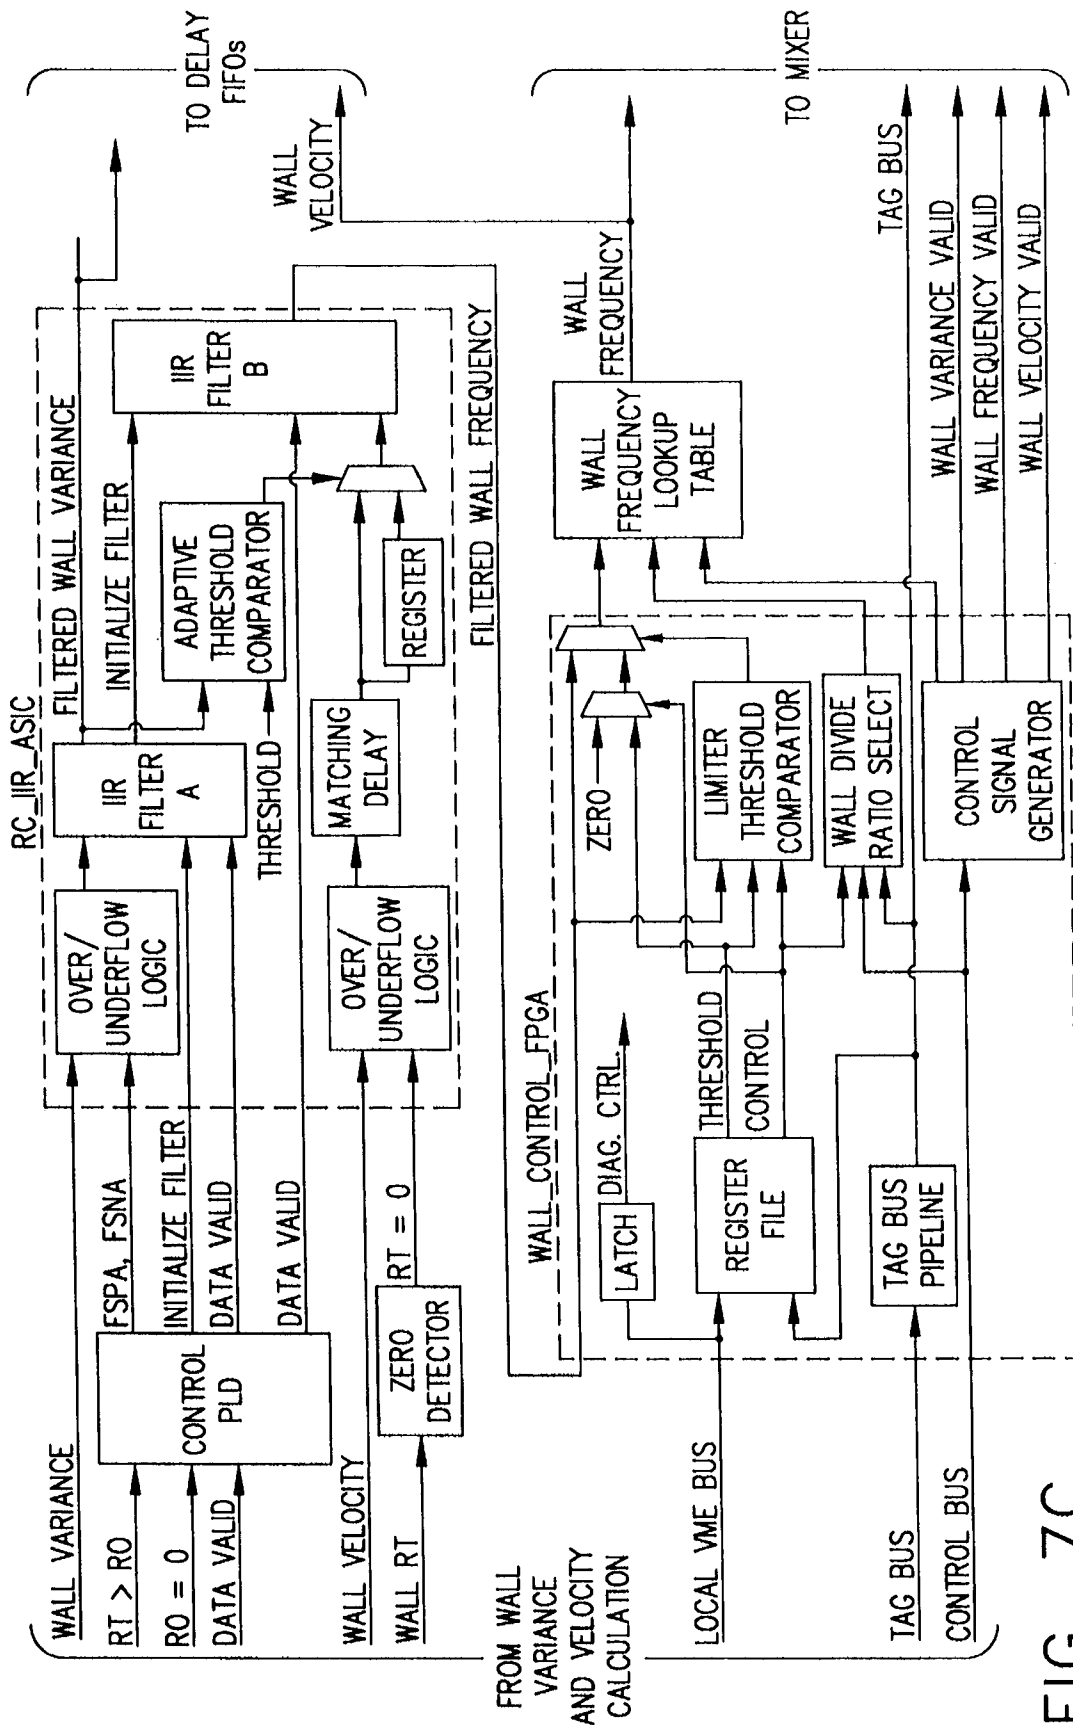 WALL VARIANCE
RT > RO
RO = 0
DATA VALID
WALL VELOCITY
WALL RT
FROM WALL
VARIANCE
AND VELOCITY
CALCULATION
LOCAL VME BUS
TAG BUS
CONTROL BUS
CONTROL
PLD
FSPA, FSNA
INITIALIZE FILTER
DATA VALID
DATA VALID
ZERO
DETECTOR
RT = 0
RC_IIR_ASIC
OVER/
UNDERFLOW
LOGIC
OVER/
UNDERFLOW
LOGIC
IIR
FILTER
A
THRESHOLD
MATCHING
DELAY
FILTERED WALL VARIANCE
INITIALIZE FILTER
ADAPTIVE
THRESHOLD
COMPARATOR
REGISTER
IIR
FILTER
B
FILTERED WALL FREQUENCY
TO DELAY
FIFOs
WALL
VELOCITY
WALL_CONTROL_FPGA
LATCH
DIAG. CTRL.
REGISTER
FILE
THRESHOLD
CONTROL
TAG BUS
PIPELINE
ZERO
LIMITER
THRESHOLD
COMPARATOR
WALL DIVIDE
RATIO SELECT
CONTROL
SIGNAL
GENERATOR
WALL
FREQUENCY
LOOKUP
TABLE
WALL
FREQUENCY
TAG BUS
WALL VARIANCE VALID
WALL FREQUENCY VALID
WALL VELOCITY VALID
TO MIXER
FIG. 7C